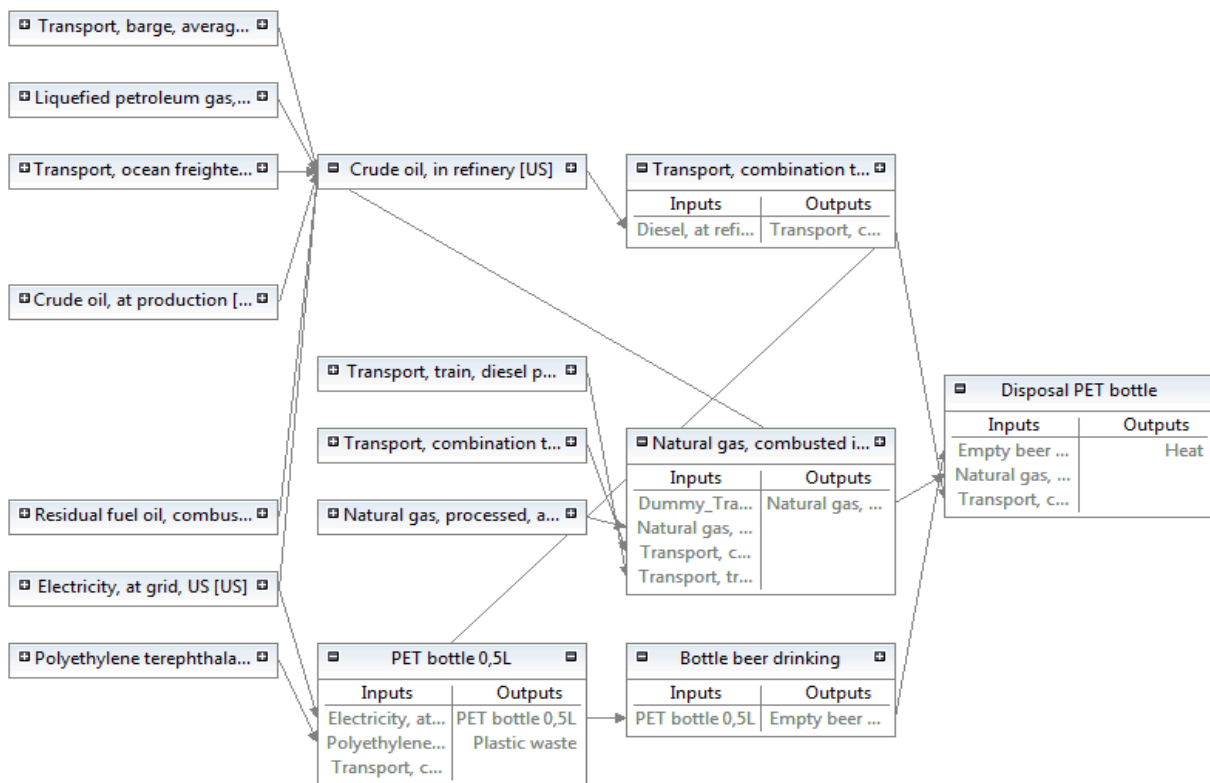 Transport, barge, averag...
Liquefied petroleum gas,...
Transport, ocean freighte...
Crude oil, at production [...
Residual fuel oil, combus...
Electricity, at grid, US [US]
Polyethylene terephthala...
Crude oil, in refinery [US]
Transport, train, diesel p...
Transport, combination t...
Natural gas, processed, a...
PET bottle 0,5L
Inputs Outputs
Electricity, at... PET bottle 0,5L
Polyethylene... Plastic waste
Transport, c...
Transport, combination t...
Inputs Outputs
Diesel, at refi... Transport, c...
Natural gas, combusted i...
Inputs Outputs
Dummy_Tra... Natural gas, ...
Natural gas, ...
Transport, c...
Transport, tr...
Bottle beer drinking
Inputs Outputs
PET bottle 0,5L Empty beer ...
Disposal PET bottle
Inputs Outputs
Empty beer ... Heat
Natural gas, ...
Transport, c...